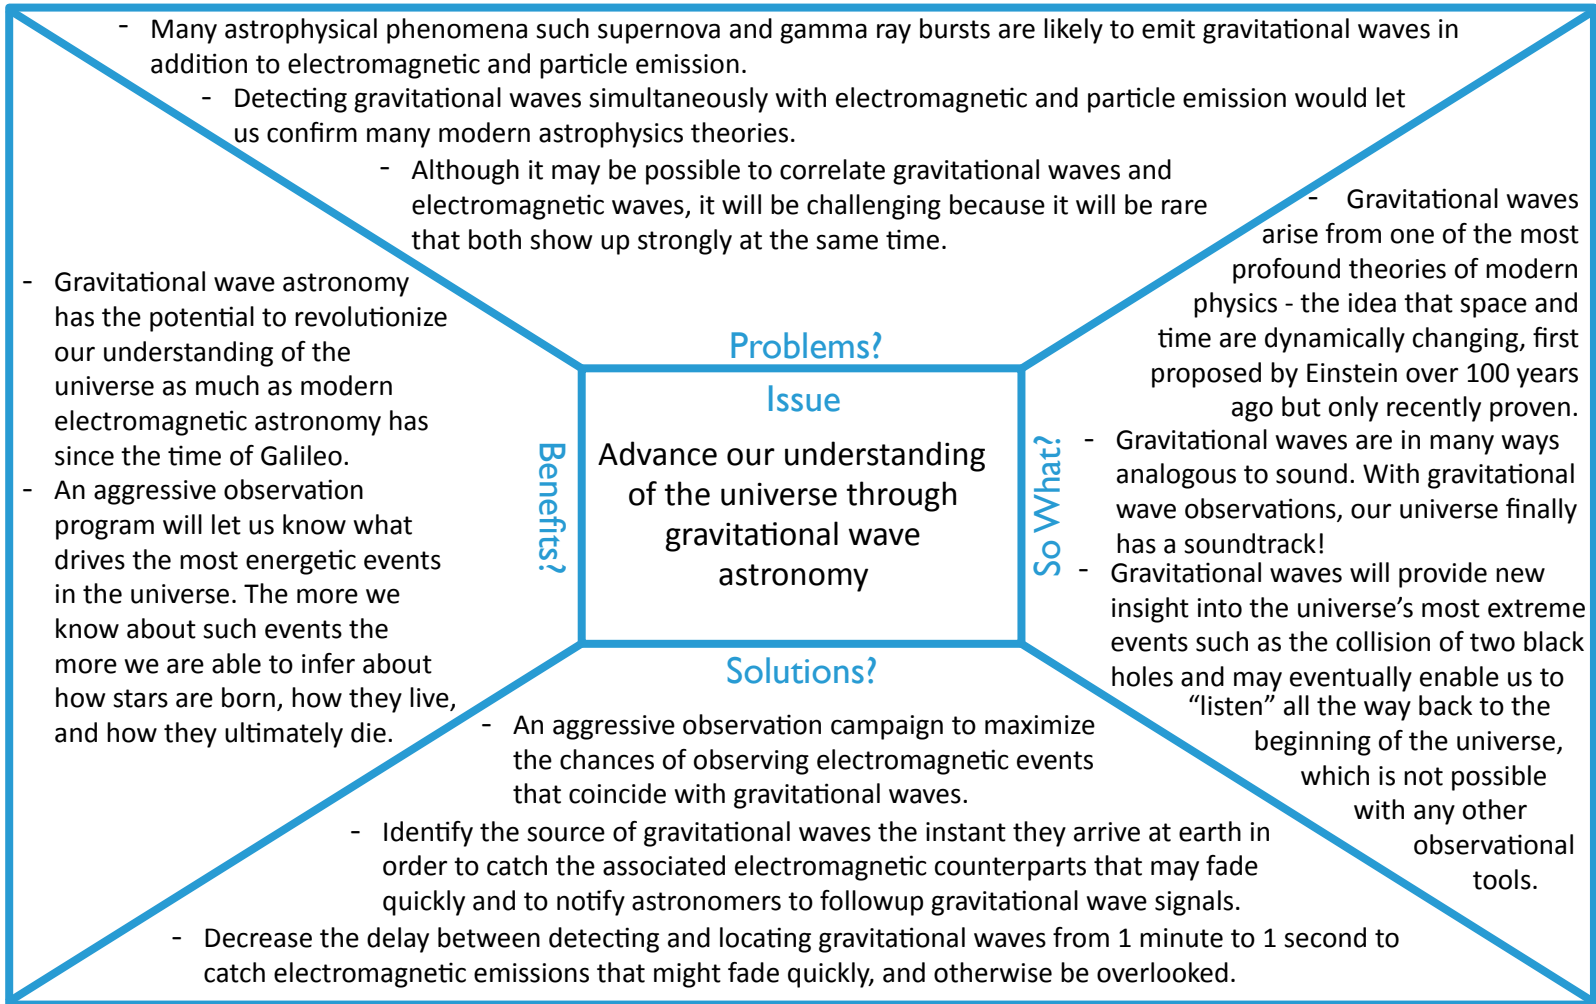 - Many astrophysical phenomena such supernova and gamma ray bursts are likely to emit gravitational waves in
addition to electromagnetic and particle emission.
- Detecting gravitational waves simultaneously with electromagnetic and particle emission would let
us confirm many modern astrophysics theories.
- Although it may be possible to correlate gravitational waves and
electromagnetic waves, it will be challenging because it will be rare
that both show up strongly at the same time.
Problems?
- Gravitational wave astronomy
has the potential to revolutionize
our understanding of the
universe as much as modern
electromagnetic astronomy has
since the time of Galileo.
- An aggressive observation
program will let us know what
drives the most energetic events
in the universe. The more we
know about such events the
more we are able to infer about
how stars are born, how they live,
and how they ultimately die.
Benefits?
Issue
Advance our understanding
of the universe through
gravitational wave
astronomy
So What?
- Gravitational waves
arise from one of the most
profound theories of modern
physics - the idea that space and
time are dynamically changing, first
proposed by Einstein over 100 years
ago but only recently proven.
- Gravitational waves are in many ways
analogous to sound. With gravitational
wave observations, our universe finally
has a soundtrack!
- Gravitational waves will provide new
insight into the universe’s most extreme
events such as the collision of two black
holes and may eventually enable us to
“listen” all the way back to the
beginning of the universe,
which is not possible
with any other
observational
tools.
Solutions?
- An aggressive observation campaign to maximize
the chances of observing electromagnetic events
that coincide with gravitational waves.
- Identify the source of gravitational waves the instant they arrive at earth in
order to catch the associated electromagnetic counterparts that may fade
quickly and to notify astronomers to followup gravitational wave signals.
- Decrease the delay between detecting and locating gravitational waves from 1 minute to 1 second to
catch electromagnetic emissions that might fade quickly, and otherwise be overlooked.